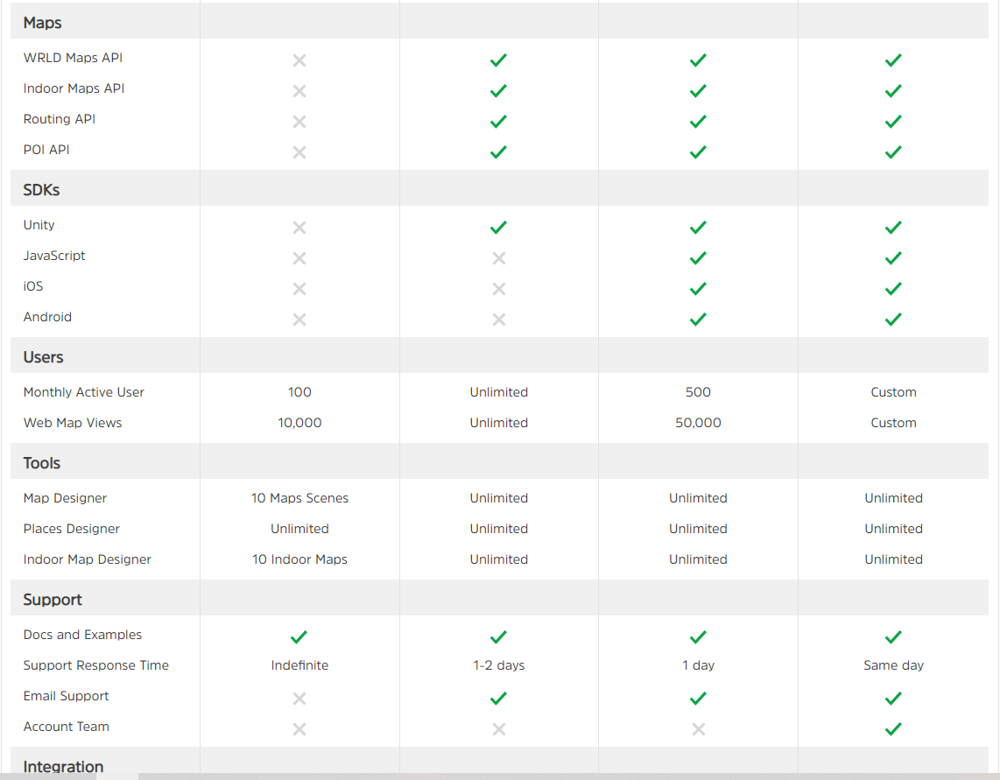 Maps
WRLD Maps API
Indoor Maps API
Routing API
POI API
SDKs
Unity
JavaScript
iOS
Android
Users
Monthly Active User 100 Unlimited 500 Custom
Web Map Views 10,000 Unlimited 50,000 Custom
Tools
Map Designer 10 Maps Scenes Unlimited Unlimited Unlimited
Places Designer Unlimited Unlimited Unlimited Unlimited
Indoor Map Designer 10 Indoor Maps Unlimited Unlimited Unlimited
Support
Docs and Examples
Support Response Time Indefinite 1-2 days 1 day Same day
Email Support
Account Team
Integration